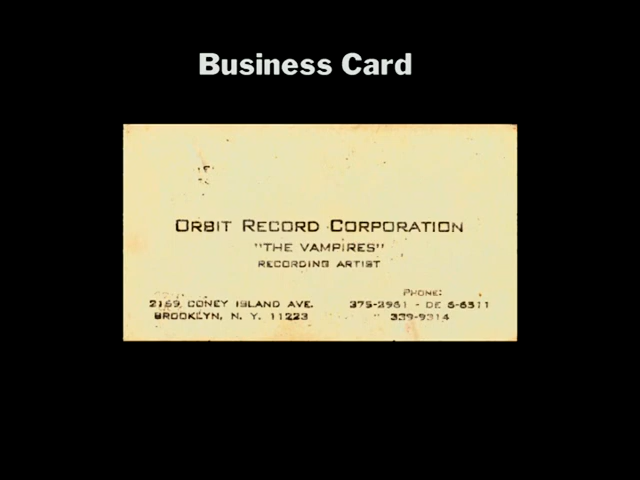 Business Card
ORBIT RECORD CORPORATION
"THE VAMPIRES"
RECORDING ARTIST
PHONE:
2169 CONEY ISLAND AVE. 375-2961 - DE 6-6311
BROOKLYN, N. Y. 11223 " 339-9314